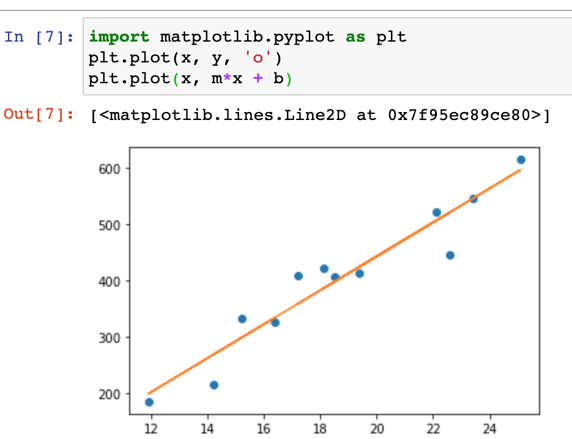 In [7]: import matplotlib.pyplot as plt
plt.plot(x, y, 'o')
plt.plot(x, m*x + b)
Out[7]: [<matplotlib.lines.Line2D at 0x7f95ec89ce80>]
600
500
400
300
200
12 14 16 18 20 22 24